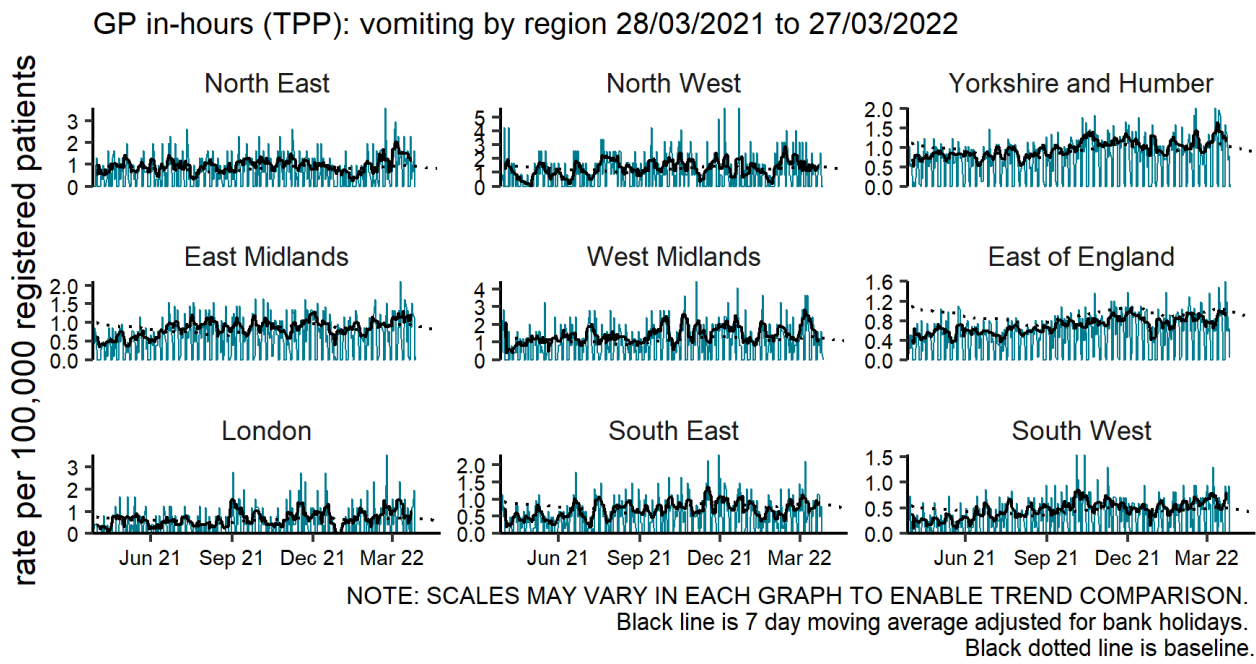 GP in-hours (TPP): vomiting by region 28/03/2021 to 27/03/2022
rate per 100,000 registered patients
North East
3
2
1
0
North West
5
4
3
2
1
0
Yorkshire and Humber
2.0
1.5
1.0
0.5
0.0
East Midlands
2.0
1.5
1.0
0.5
0.0
West Midlands
4
3
2
1
0
East of England
1.6
1.2
0.8
0.4
0.0
London
3
2
1
0
South East
2.0
1.5
1.0
0.5
0.0
South West
1.5
1.0
0.5
0.0
Jun 21 Sep 21 Dec 21 Mar 22
Jun 21 Sep 21 Dec 21 Mar 22
Jun 21 Sep 21 Dec 21 Mar 22
NOTE: SCALES MAY VARY IN EACH GRAPH TO ENABLE TREND COMPARISON.
Black line is 7 day moving average adjusted for bank holidays.
Black dotted line is baseline.